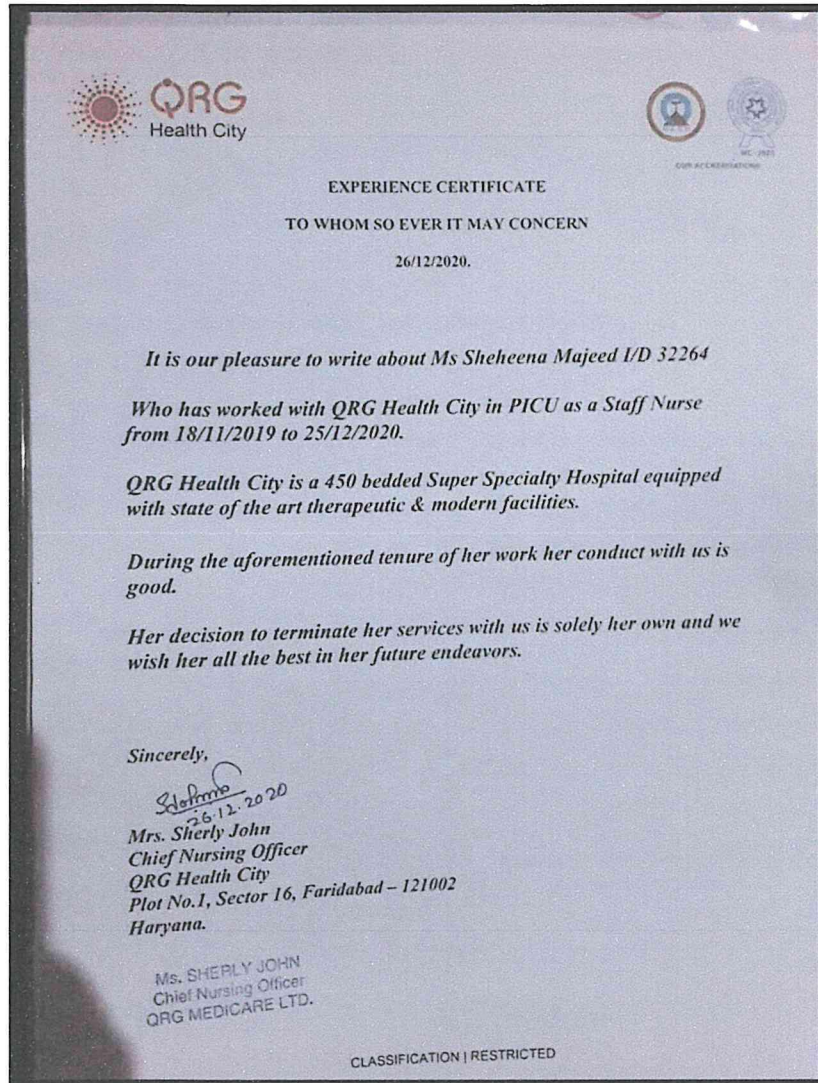 QRG
Health City
OUR ACCREDIATIONS
EXPERIENCE CERTIFICATE
TO WHOM SO EVER IT MAY CONCERN
26/12/2020.
It is our pleasure to write about Ms Sheheena Majeed I/D 32264
Who has worked with QRG Health City in PICU as a Staff Nurse
from 18/11/2019 to 25/12/2020.
QRG Health City is a 450 bedded Super Specialty Hospital equipped
with state of the art therapeutic & modern facilities.
During the aforementioned tenure of her work her conduct with us is
good.
Her decision to terminate her services with us is solely her own and we
wish her all the best in her future endeavors.
Sincerely,
26.12.2020
Mrs. Sherly John
Chief Nursing Officer
QRG Health City
Plot No.1, Sector 16, Faridabad – 121002
Haryana.
Ms. SHERLY JOHN
Chief Nursing Officer
QRG MEDICARE LTD.
CLASSIFICATION | RESTRICTED